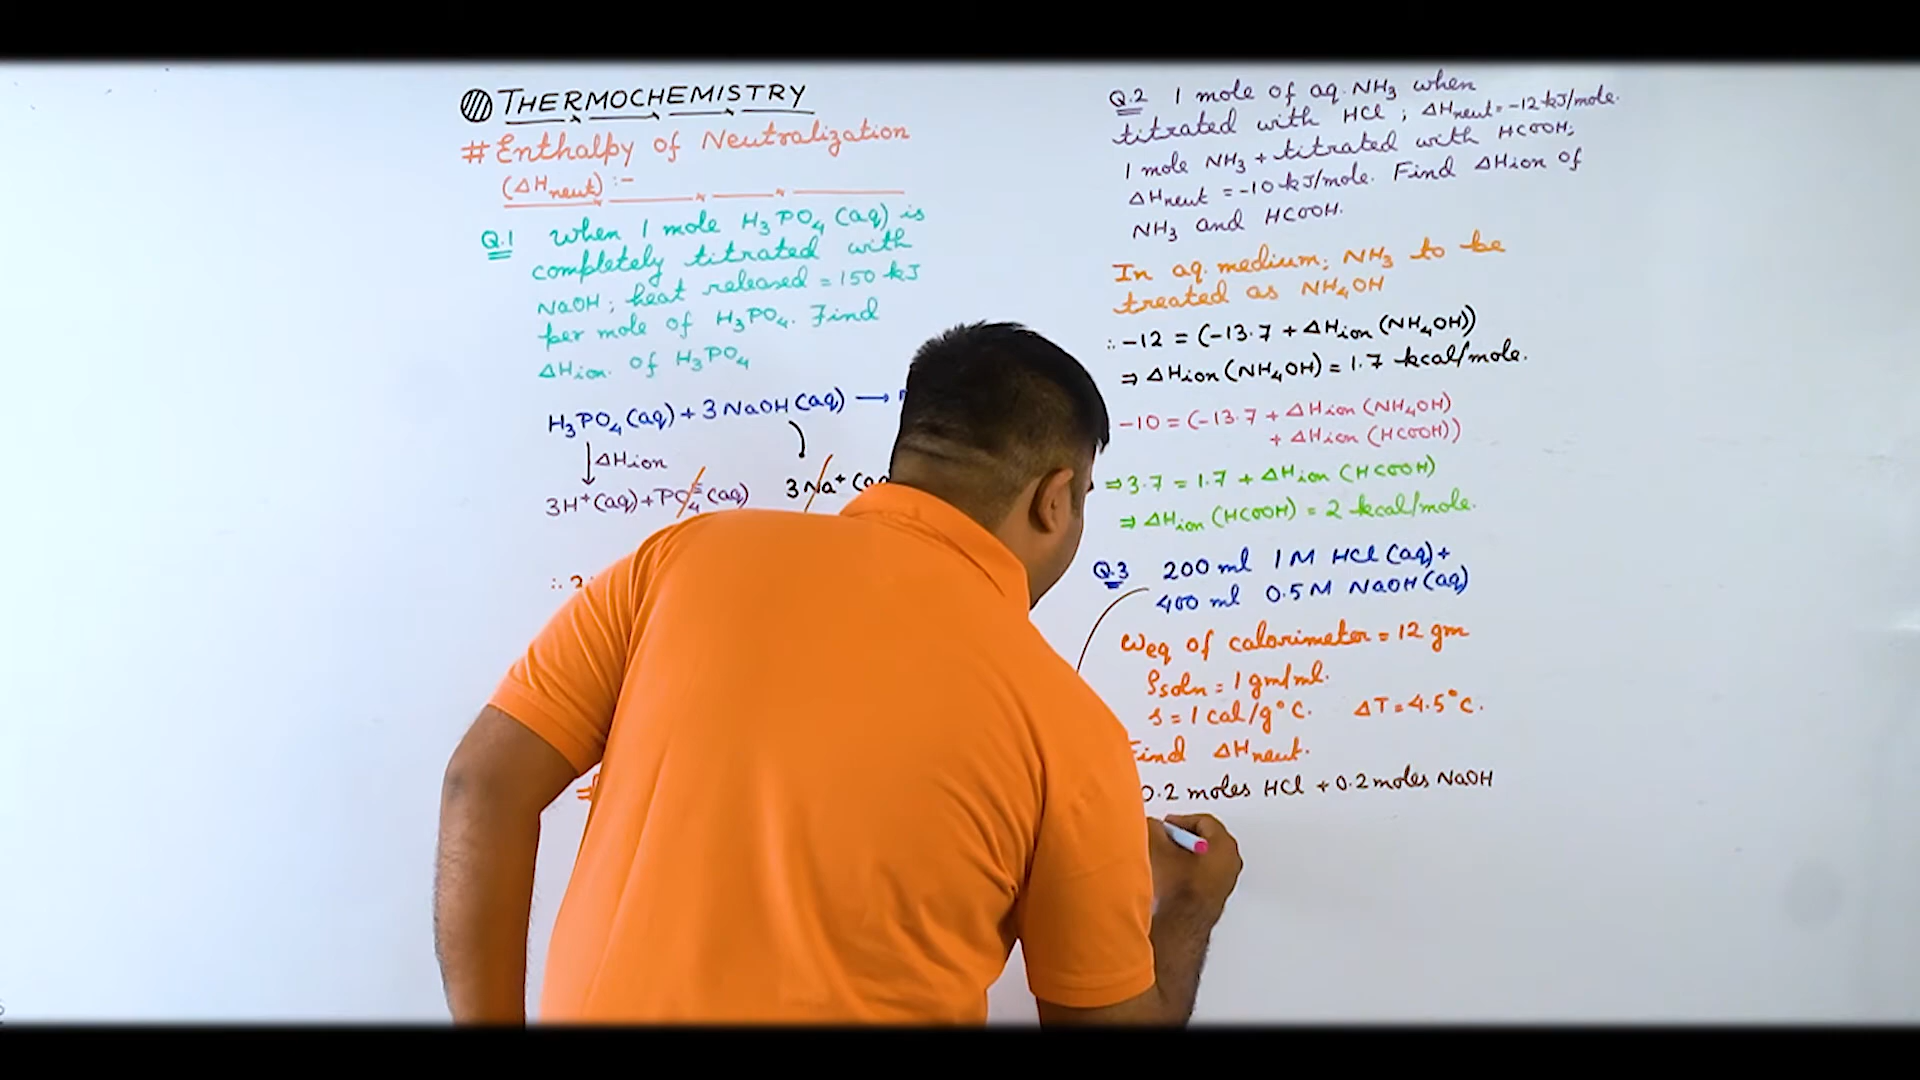 THERMOCHEMISTRY
# Enthalpy of Neutralization
(ΔHneut) :-
Q.1 When 1 mole H₃PO₄ (aq) is
completely titrated with
NaOH; heat released = 150 kJ
per mole of H₃PO₄. Find
ΔHion. of H₃PO₄
H₃PO₄(aq) + 3 NaOH(aq) →
ΔHion
3H⁺(aq) + PO₄³⁻(aq) 3Na⁺(aq
Q.2 1 mole of aq. NH₃ when
titrated with HCl ; ΔHneut = -12 kJ/mole.
1 mole NH₃ + titrated with HCOOH;
ΔHneut = -10 kJ/mole. Find ΔHion of
NH₃ and HCOOH.
In aq. medium; NH₃ to be
treated as NH₄OH
∴ -12 = (-13.7 + ΔHion (NH₄OH))
⇒ ΔHion (NH₄OH) = 1.7 kcal/mole.
-10 = (-13.7 + ΔHion (NH₄OH)
+ ΔHion (HCOOH))
⇒ 3.7 = 1.7 + ΔHion (HCOOH)
⇒ ΔHion (HCOOH) = 2 kcal/mole.
Q.3 200 ml 1 M HCl (aq) +
400 ml 0.5 M NaOH (aq)
Weq of calorimeter = 12 gm
ρsoln = 1 gm/ml.
s = 1 cal/g°C. ΔT = 4.5°C.
Find ΔHneut.
0.2 moles HCl + 0.2 moles NaOH